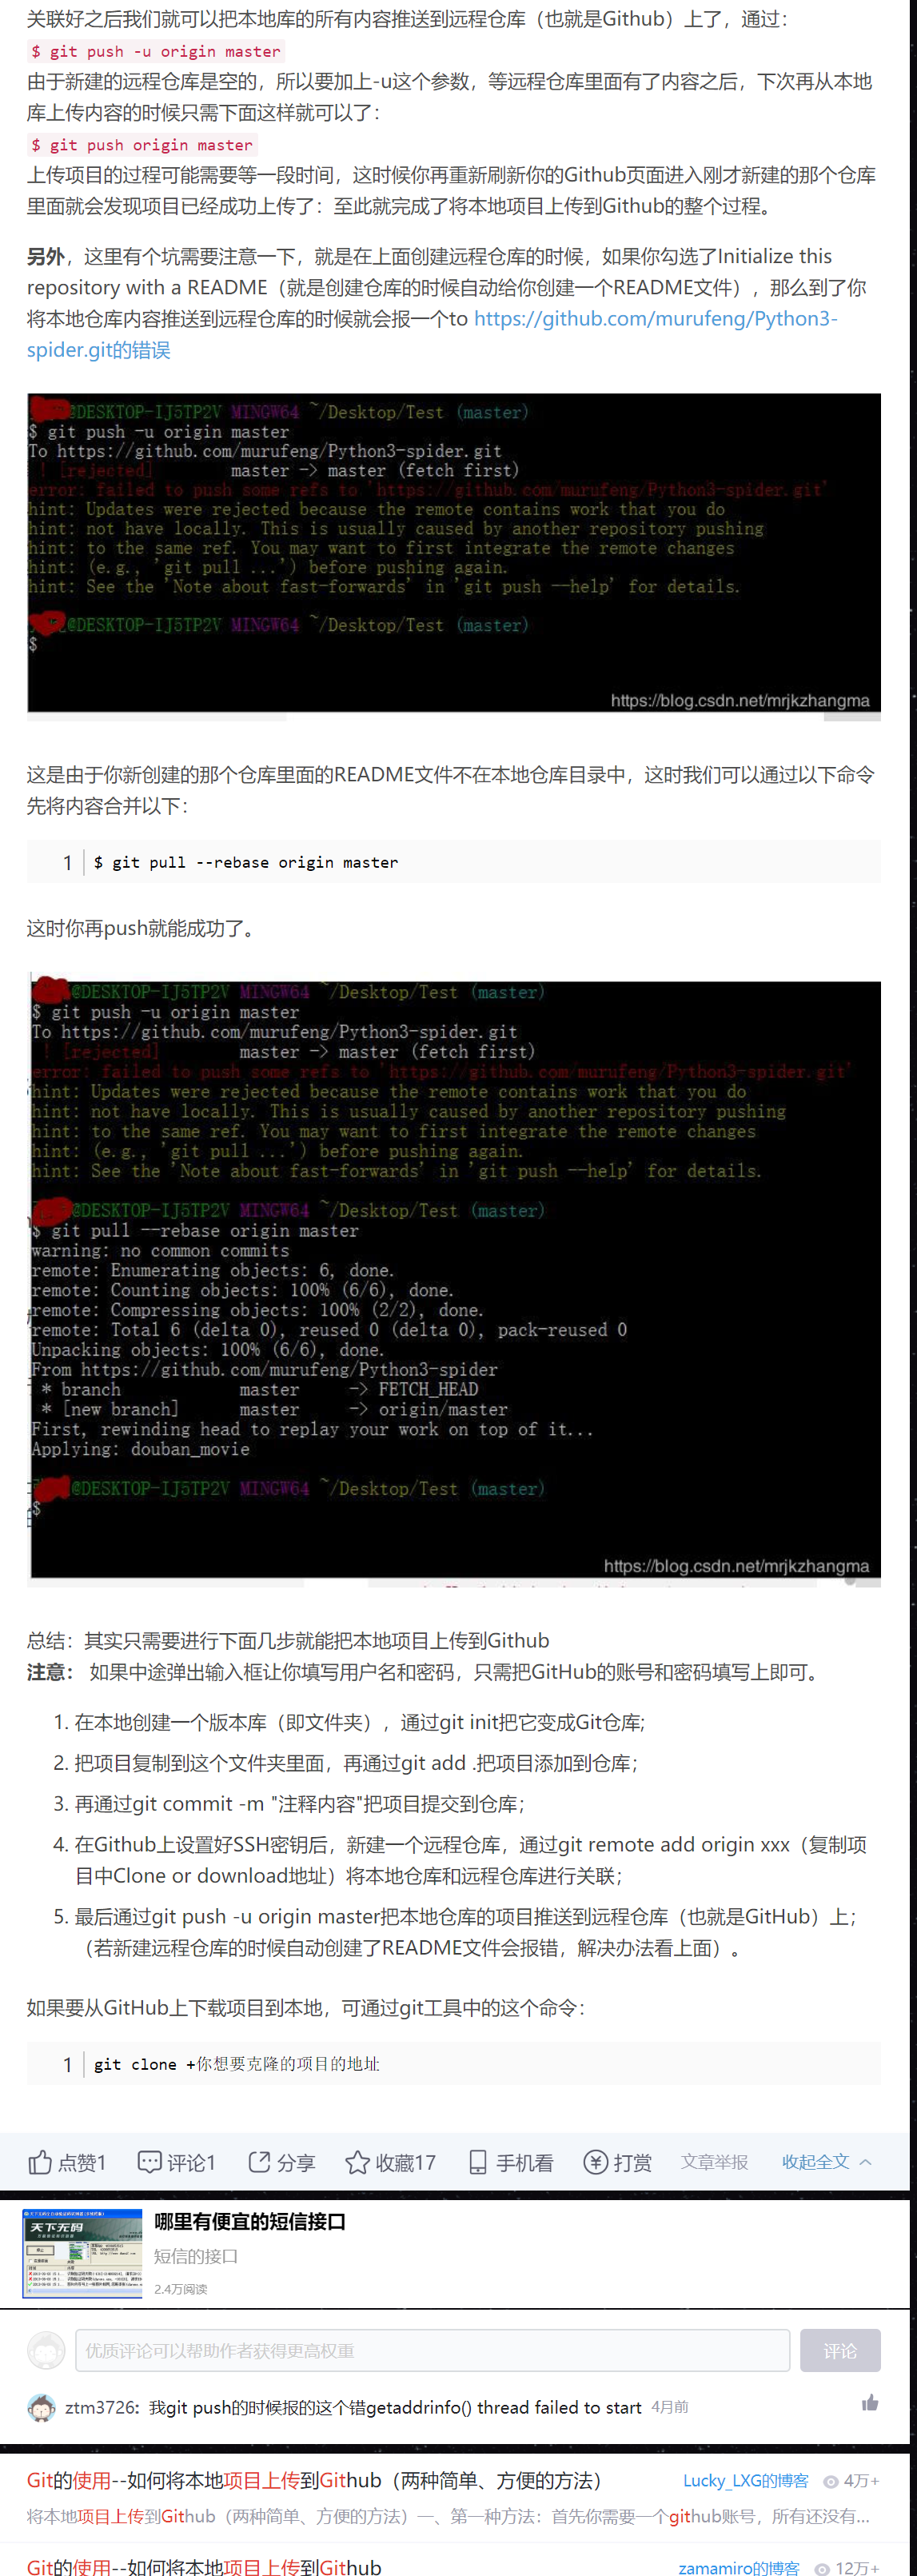 关联好之后我们就可以把本地库的所有内容推送到远程仓库（也就是Github）上了，通过：
$ git push -u origin master
由于新建的远程仓库是空的，所以要加上-u这个参数，等远程仓库里面有了内容之后，下次再从本地
库上传内容的时候只需下面这样就可以了：
$ git push origin master
上传项目的过程可能需要等一段时间，这时候你再重新刷新你的Github页面进入刚才新建的那个仓库
里面就会发现项目已经成功上传了：至此就完成了将本地项目上传到Github的整个过程。
另外，这里有个坑需要注意一下，就是在上面创建远程仓库的时候，如果你勾选了Initialize this
repository with a README（就是创建仓库的时候自动给你创建一个README文件），那么到了你
将本地仓库内容推送到远程仓库的时候就会报一个to https://github.com/murufeng/Python3-
spider.git的错误
@DESKTOP-IJ5TP2V MINGW64 ~/Desktop/Test (master)
$ git push -u origin master
To https://github.com/murufeng/Python3-spider.git
! [rejected] master -> master (fetch first)
error: failed to push some refs to 'https://github.com/murufeng/Python3-spider.git'
hint: Updates were rejected because the remote contains work that you do
hint: not have locally. This is usually caused by another repository pushing
hint: to the same ref. You may want to first integrate the remote changes
hint: (e.g., 'git pull ...') before pushing again.
hint: See the 'Note about fast-forwards' in 'git push --help' for details.
@DESKTOP-IJ5TP2V MINGW64 ~/Desktop/Test (master)
$
https://blog.csdn.net/mrjkzhangma
这是由于你新创建的那个仓库里面的README文件不在本地仓库目录中，这时我们可以通过以下命令
先将内容合并以下：
1 $ git pull --rebase origin master
这时你再push就能成功了。
@DESKTOP-IJ5TP2V MINGW64 ~/Desktop/Test (master)
$ git push -u origin master
To https://github.com/murufeng/Python3-spider.git
! [rejected] master -> master (fetch first)
error: failed to push some refs to 'https://github.com/murufeng/Python3-spider.git'
hint: Updates were rejected because the remote contains work that you do
hint: not have locally. This is usually caused by another repository pushing
hint: to the same ref. You may want to first integrate the remote changes
hint: (e.g., 'git pull ...') before pushing again.
hint: See the 'Note about fast-forwards' in 'git push --help' for details.
@DESKTOP-IJ5TP2V MINGW64 ~/Desktop/Test (master)
$ git pull --rebase origin master
warning: no common commits
remote: Enumerating objects: 6, done.
remote: Counting objects: 100% (6/6), done.
remote: Compressing objects: 100% (2/2), done.
remote: Total 6 (delta 0), reused 0 (delta 0), pack-reused 0
Unpacking objects: 100% (6/6), done.
From https://github.com/murufeng/Python3-spider
* branch master -> FETCH_HEAD
* [new branch] master -> origin/master
First, rewinding head to replay your work on top of it...
Applying: douban_movie
@DESKTOP-IJ5TP2V MINGW64 ~/Desktop/Test (master)
$
https://blog.csdn.net/mrjkzhangma
总结：其实只需要进行下面几步就能把本地项目上传到Github
注意： 如果中途弹出输入框让你填写用户名和密码，只需把GitHub的账号和密码填写上即可。
1. 在本地创建一个版本库（即文件夹），通过git init把它变成Git仓库;
2. 把项目复制到这个文件夹里面，再通过git add .把项目添加到仓库；
3. 再通过git commit -m "注释内容"把项目提交到仓库；
4. 在Github上设置好SSH密钥后，新建一个远程仓库，通过git remote add origin xxx（复制项
目中Clone or download地址）将本地仓库和远程仓库进行关联；
5. 最后通过git push -u origin master把本地仓库的项目推送到远程仓库（也就是GitHub）上；
（若新建远程仓库的时候自动创建了README文件会报错，解决办法看上面）。
如果要从GitHub上下载项目到本地，可通过git工具中的这个命令：
1 git clone +你想要克隆的项目的地址
点赞1 评论1 分享 收藏17 手机看 打赏 文章举报 收起全文
天下无码
哪里有便宜的短信接口
短信的接口
2.4万阅读
优质评论可以帮助作者获得更高权重
评论
ztm3726: 我git push的时候报的这个错getaddrinfo() thread failed to start 4月前
Git的使用--如何将本地项目上传到Github（两种简单、方便的方法） Lucky_LXG的博客 4万+
将本地项目上传到Github（两种简单、方便的方法）一、第一种方法：首先你需要一个github账号，所有还没有...
Git的使用--如何将本地项目上传到Github zamamiro的博客 12万+